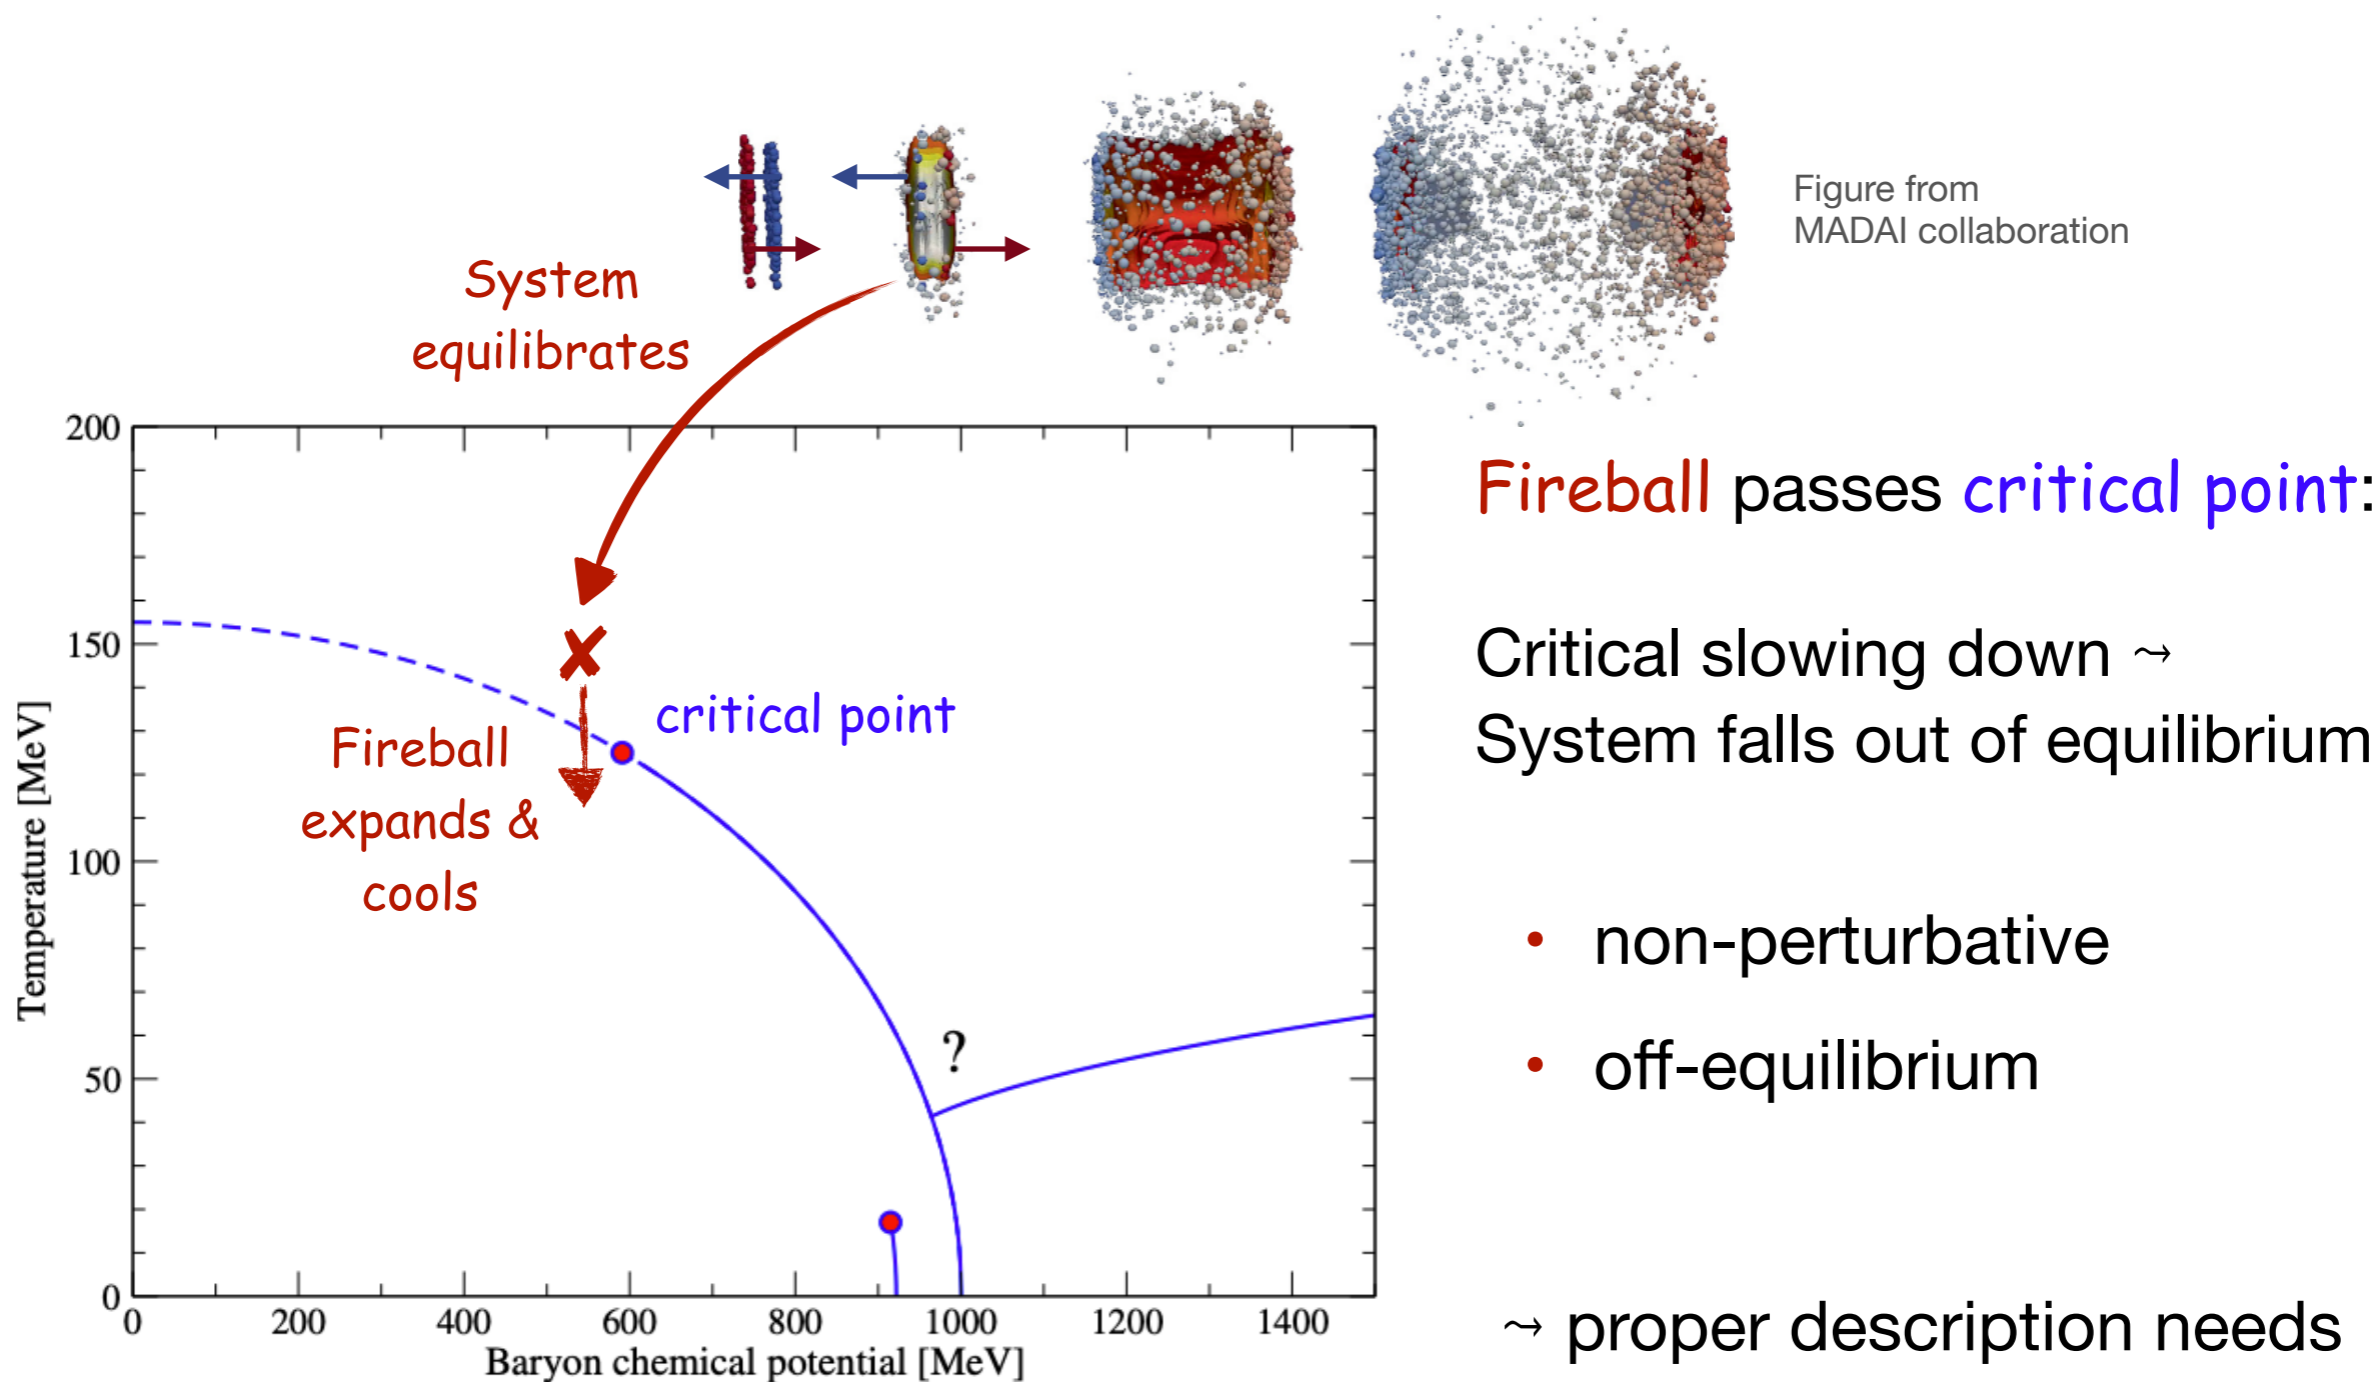 Figure from
MADAI collaboration
System
equilibrates
Fireball passes critical point:
Critical slowing down ⤳
System falls out of equilibrium
• non-perturbative
• off-equilibrium
⤳ proper description needs
200
150
100
50
0
Temperature [MeV]
critical point
Fireball
expands &
cools
?
0 200 400 600 800 1000 1200 1400
Baryon chemical potential [MeV]